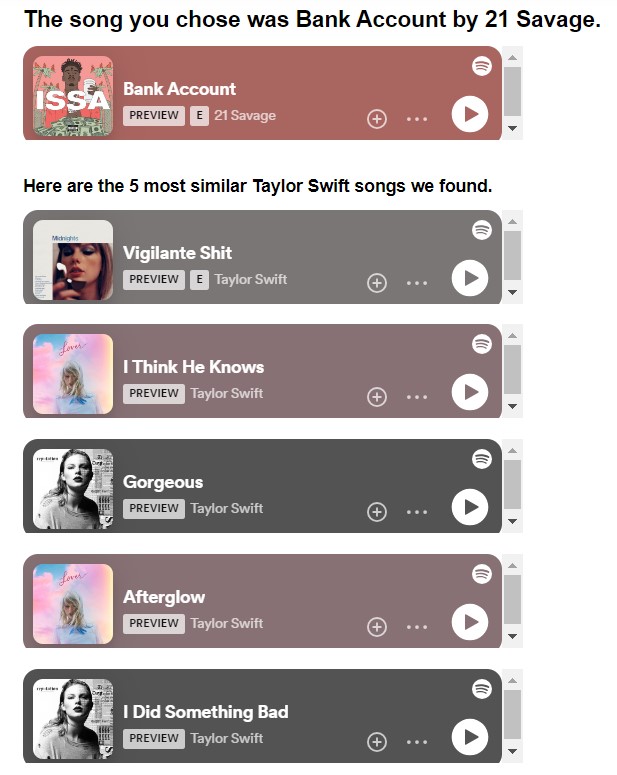 The song you chose was Bank Account by 21 Savage.
ISSA
Bank Account
PREVIEW E 21 Savage
Here are the 5 most similar Taylor Swift songs we found.
Midnights
Vigilante Shit
PREVIEW E Taylor Swift
Lover
I Think He Knows
PREVIEW Taylor Swift
reputation
Gorgeous
PREVIEW Taylor Swift
Lover
Afterglow
PREVIEW Taylor Swift
reputation
I Did Something Bad
PREVIEW Taylor Swift